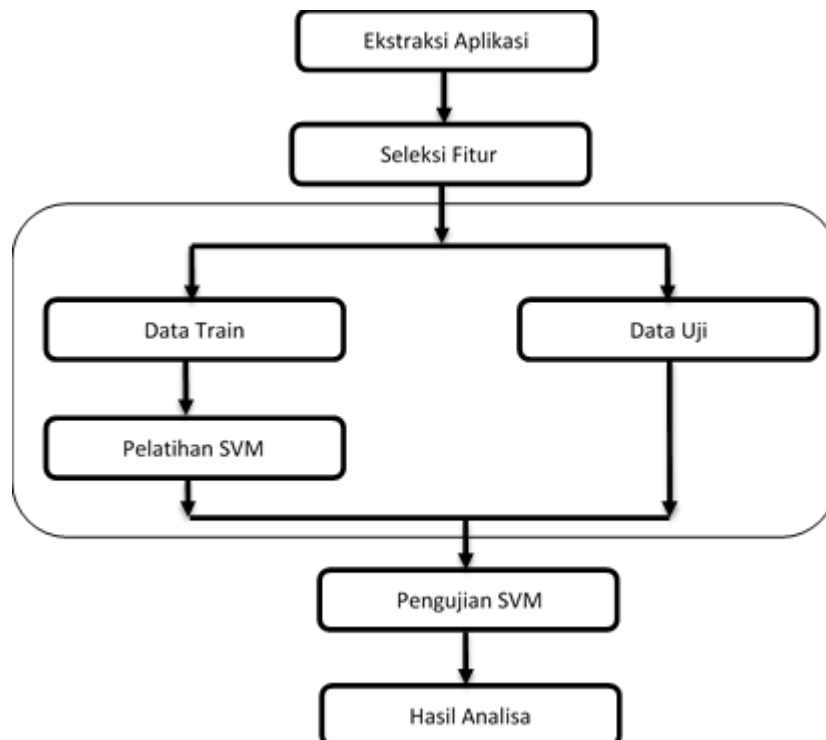 Ekstraksi Aplikasi
Seleksi Fitur
Data Train
Data Uji
Pelatihan SVM
Pengujian SVM
Hasil Analisa